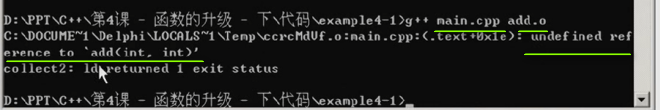 D:\PPT\C++\第4课 - 函数的升级 - 下\代码\example4-1>g++ main.cpp add.o
C:\DOCUME~1\Delphi\LOCALS~1\Temp\ccrcMdVf.o:main.cpp:(.text+0x1e): undefined ref
erence to `add(int, int)'
collect2: ld returned 1 exit status
D:\PPT\C++\第4课 - 函数的升级 - 下\代码\example4-1>